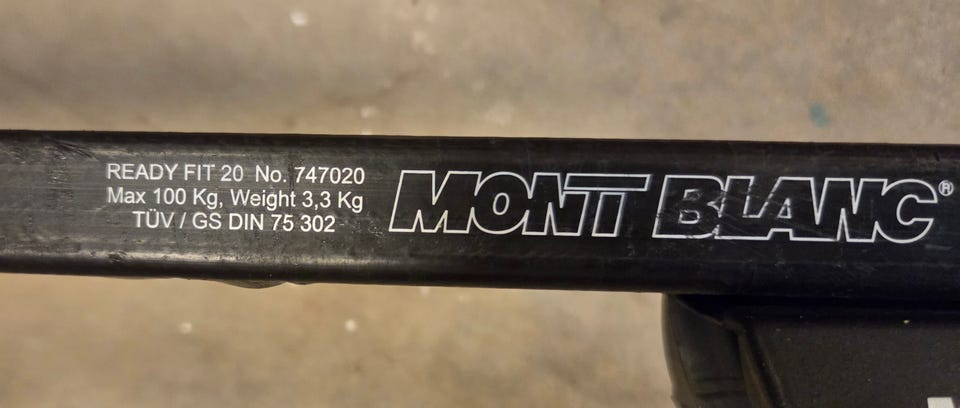 READY FIT 20 No. 747020
Max 100 Kg, Weight 3,3 Kg
TÜV / GS DIN 75 302
MONT BLANC®